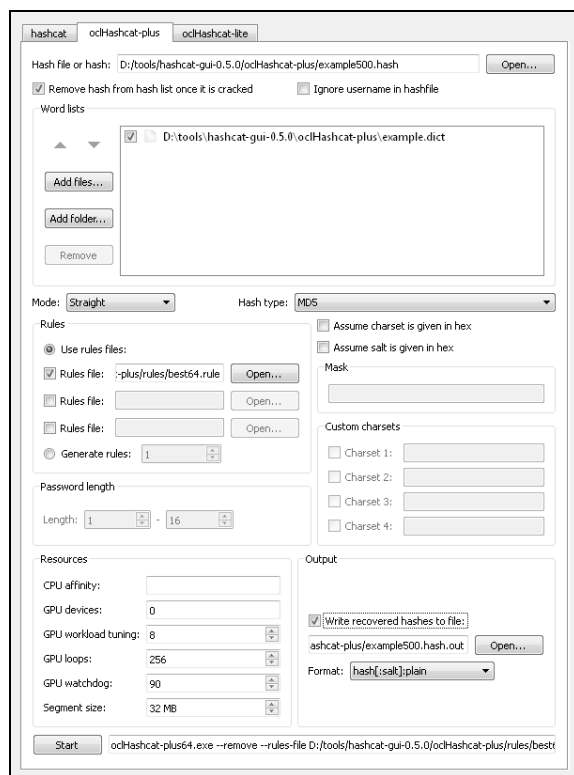 hashcat oclHashcat-plus oclHashcat-lite
Hash file or hash: D:/tools/hashcat-gui-0.5.0/oclHashcat-plus/example500.hash Open...
Remove hash from hash list once it is cracked Ignore username in hashfile
Word lists
D:\tools\hashcat-gui-0.5.0\oclHashcat-plus\example.dict
Add files...
Add folder...
Remove
Mode: Straight Hash type: MD5
Rules
Use rules files:
Rules file: :-plus/rules/best64.rule Open...
Rules file: Open...
Rules file: Open...
Generate rules: 1
Assume charset is given in hex
Assume salt is given in hex
Mask
Custom charsets
Charset 1:
Charset 2:
Charset 3:
Charset 4:
Password length
Length: 1 - 16
Resources
CPU affinity:
GPU devices: 0
GPU workload tuning: 8
GPU loops: 256
GPU watchdog: 90
Segment size: 32 MB
Output
Write recovered hashes to file:
ashcat-plus/example500.hash.out Open...
Format: hash[:salt]:plain
Start oclHashcat-plus64.exe --remove --rules-file D:/tools/hashcat-gui-0.5.0/oclHashcat-plus/rules/best6